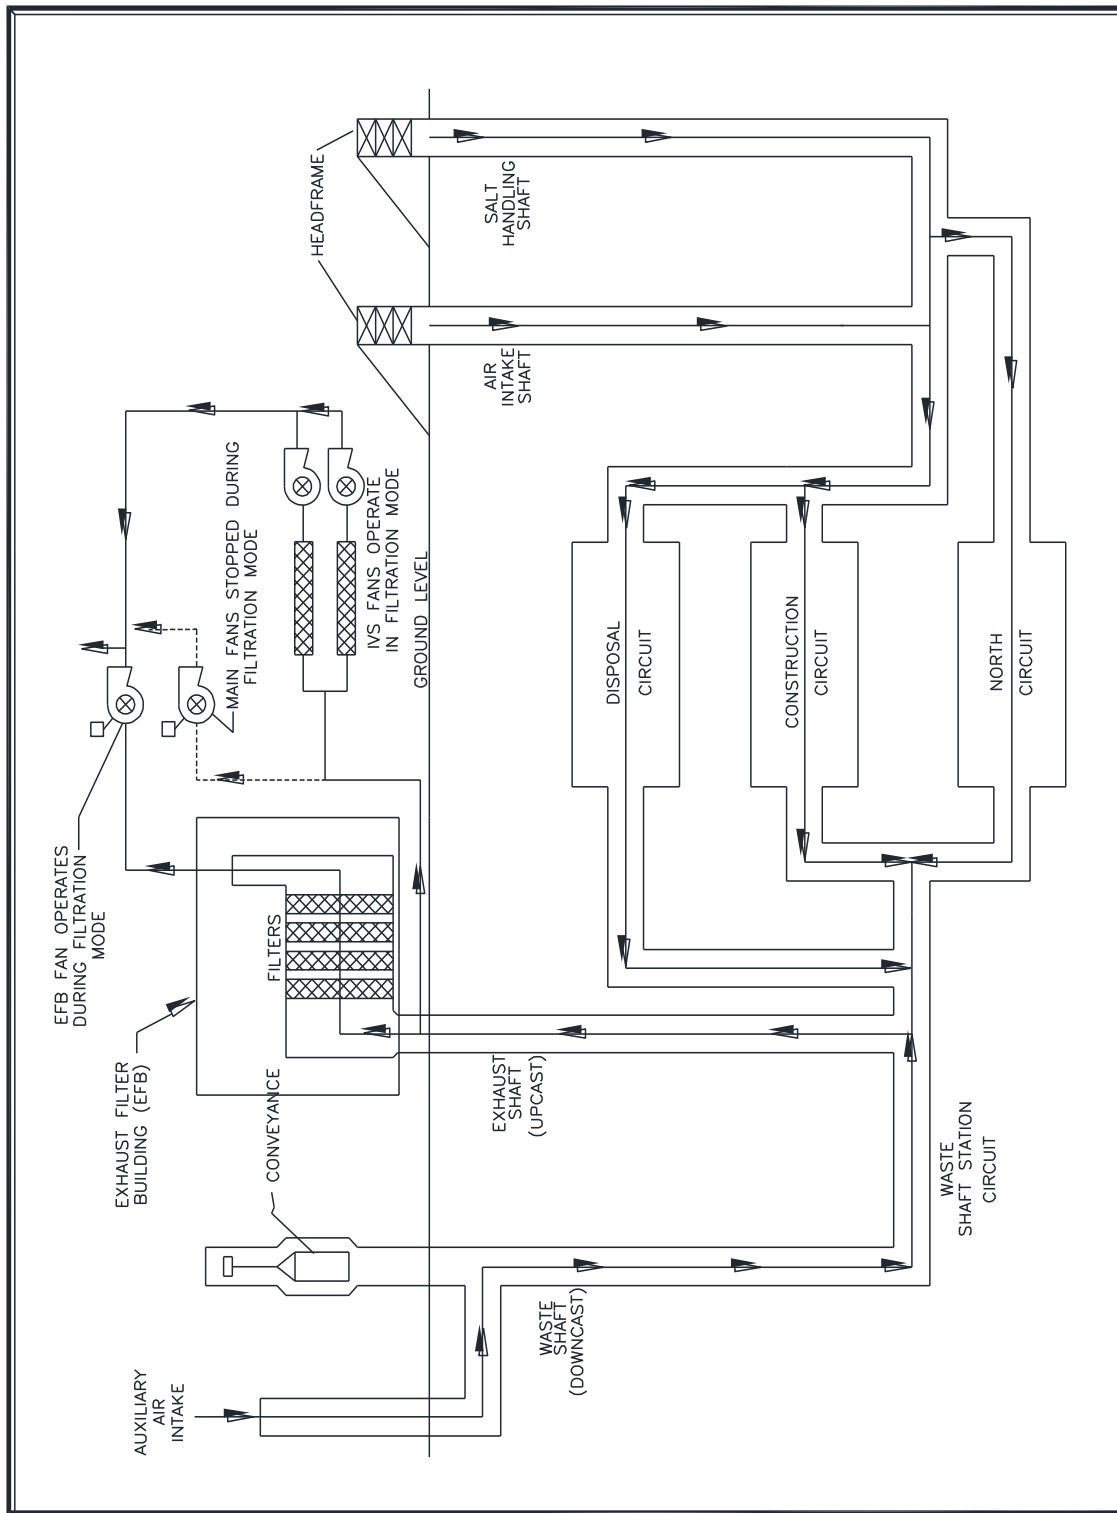 AUXILIARY
AIR
INTAKE
EXHAUST FILTER
BUILDING (EFB)
EFB FAN OPERATES
DURING FILTRATION
MODE
CONVEYANCE
FILTERS
MAIN FANS STOPPED DURING
FILTRATION MODE
HEADFRAME
IVS FANS OPERATE
IN FILTRATION MODE
GROUND LEVEL
WASTE
SHAFT
(DOWNCAST)
EXHAUST
SHAFT
(UPCAST)
AIR
INTAKE
SHAFT
SALT
HANDLING
SHAFT
DISPOSAL
CIRCUIT
CONSTRUCTION
CIRCUIT
WASTE
SHAFT STATION
CIRCUIT
NORTH
CIRCUIT